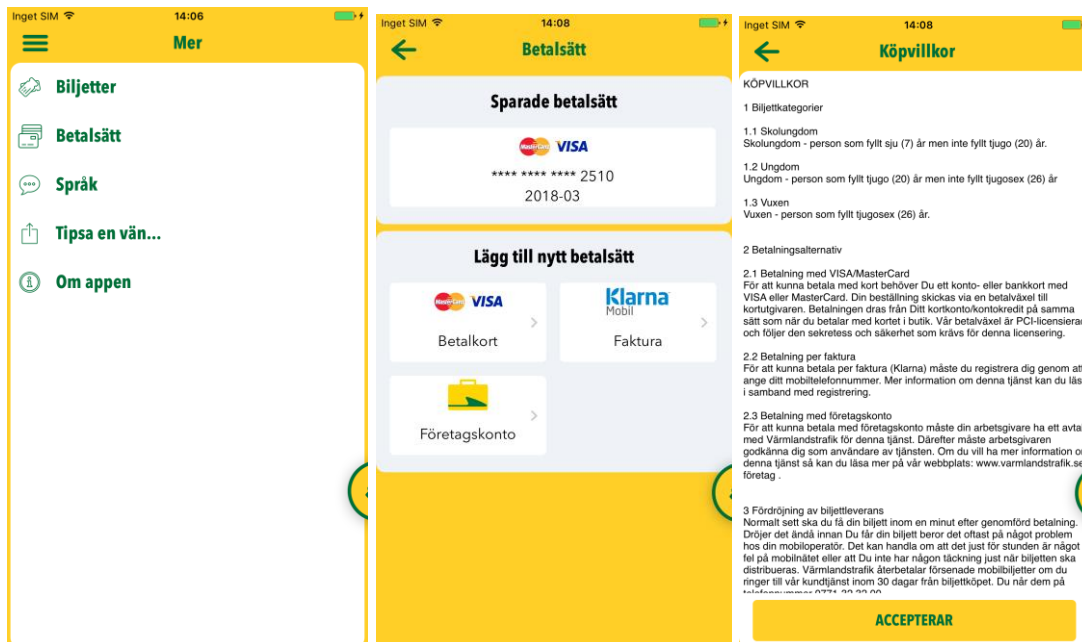 Inget SIM 14:06
Mer
Biljetter
Betalsätt
Språk
Tipsa en vän...
Om appen
Inget SIM 14:08
Betalsätt
Sparade betalsätt
MasterCard VISA
**** **** **** 2510
2018-03
Lägg till nytt betalsätt
MasterCard VISA
Betalkort
Klarna
Mobil
Faktura
Företagskonto
Inget SIM 14:08
Köpvillkor
KÖPVILLKOR
1 Biljettkategorier
1.1 Skolungdom
Skolungdom - person som fyllt sju (7) år men inte fyllt tjugo (20) år.
1.2 Ungdom
Ungdom - person som fyllt tjugo (20) år men inte fyllt tjugosex (26) år
1.3 Vuxen
Vuxen - person som fyllt tjugosex (26) år.
2 Betalningsalternativ
2.1 Betalning med VISA/MasterCard
För att kunna betala med kort behöver Du ett konto- eller bankkort med
VISA eller MasterCard. Din beställning skickas via en betalväxel till
kortutgivaren. Betalningen dras från Ditt kortkonto/kontokredit på samma
sätt som när du betalar med kortet i butik. Vår betalväxel är PCI-licensierad
och följer den sekretess och säkerhet som krävs för denna licensering.
2.2 Betalning per faktura
För att kunna betala per faktura (Klarna) måste du registrera dig genom att
ange ditt mobiltelefonnummer. Mer information om denna tjänst kan du läs
i samband med registrering.
2.3 Betalning med företagskonto
För att kunna betala med företagskonto måste din arbetsgivare ha ett avtal
med Värmlandstrafik för denna tjänst. Därefter måste arbetsgivaren
godkänna dig som användare av tjänsten. Om du vill ha mer information o
denna tjänst så kan du läsa mer på vår webbplats: www.varmlandstrafik.se
företag .
3 Fördröjning av biljettleverans
Normalt sett ska du få din biljett inom en minut efter genomförd betalning.
Dröjer det ändå innan Du får din biljett beror det oftast på något problem
hos din mobiloperatör. Det kan handla om att det just för stunden är något
fel på mobilnätet eller att Du inte har någon täckning just när biljetten ska
distribueras. Värmlandstrafik återbetalar försenade mobilbiljetter om du
ringer till vår kundtjänst inom 30 dagar från biljettköpet. Du når dem på
telefonnummer 0771-32 32 00
ACCEPTERAR